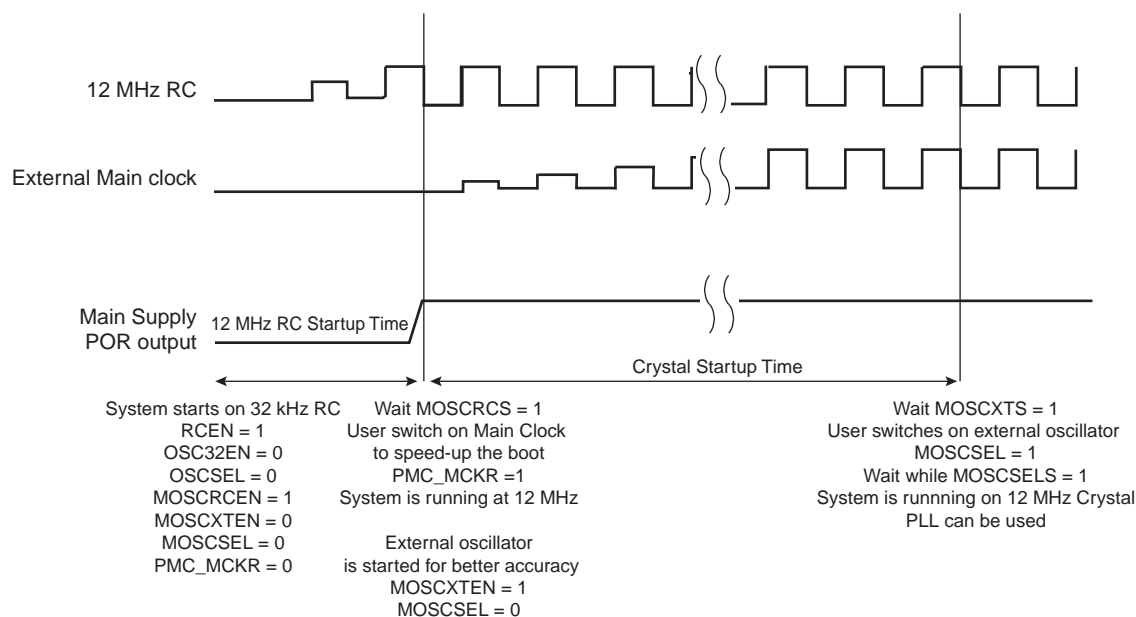 12 MHz RC
External Main clock
Main Supply
POR output
12 MHz RC Startup Time
Crystal Startup Time
System starts on 32 kHz RC
RCEN = 1
OSC32EN = 0
OSCSEL = 0
MOSCRCEN = 1
MOSCXTEN = 0
MOSCSEL = 0
PMC_MCKR = 0
Wait MOSCRCS = 1
User switch on Main Clock
to speed-up the boot
PMC_MCKR =1
System is running at 12 MHz
External oscillator
is started for better accuracy
MOSCXTEN = 1
MOSCSEL = 0
Wait MOSCXTS = 1
User switches on external oscillator
MOSCSEL = 1
Wait while MOSCSELS = 1
System is runnning on 12 MHz Crystal
PLL can be used